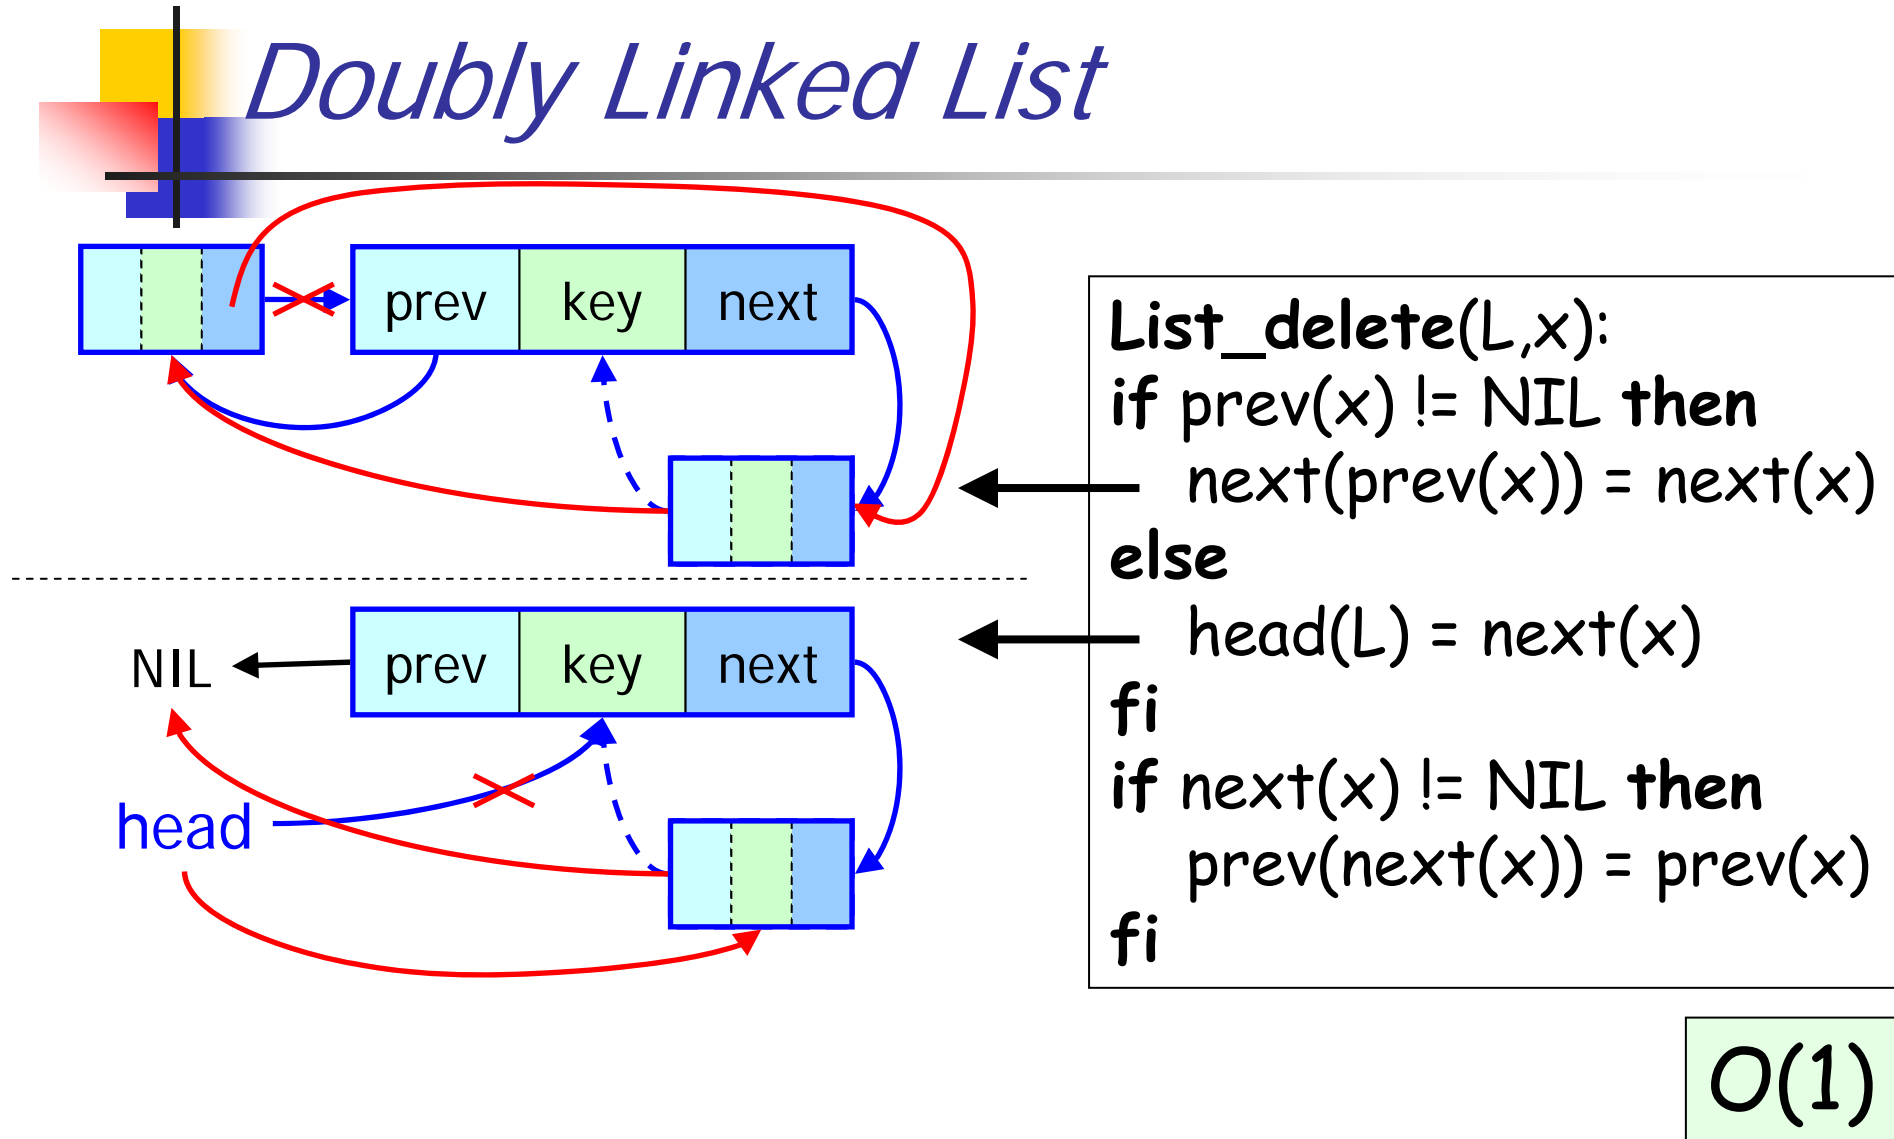 Doubly Linked List
prev key next
NIL
prev key next
head
List_delete(L,x):
if prev(x) != NIL then
next(prev(x)) = next(x)
else
head(L) = next(x)
fi
if next(x) != NIL then
prev(next(x)) = prev(x)
fi
O(1)